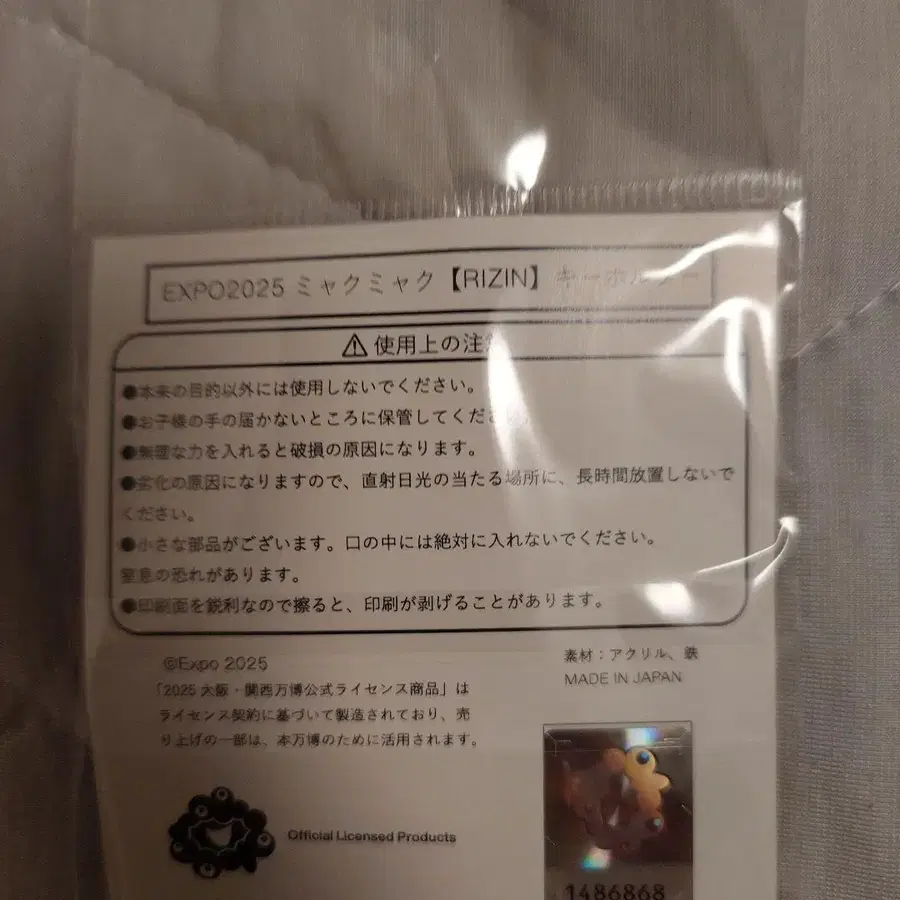 EXPO2025 ミャクミャク【RIZIN】 キーホルダー
⚠使用上の注意
●本来の目的以外には使用しないでください。
●お子様の手の届かないところに保管してください。
●無理な力を入れると破損の原因になります。
●劣化の原因になりますので、直射日光の当たる場所に、長時間放置しないで
ください。
●小さな部品がございます。口の中には絶対に入れないでください。
窒息の恐れがあります。
●印刷面を鋭利なので擦ると、印刷が剥げることがあります。
©Expo 2025
「2025 大阪・関西万博公式ライセンス商品」は
ライセンス契約に基づいて製造されており、売
り上げの一部は、本万博のために活用されます。
素材：アクリル、鉄
MADE IN JAPAN
Official Licensed Products
1486868